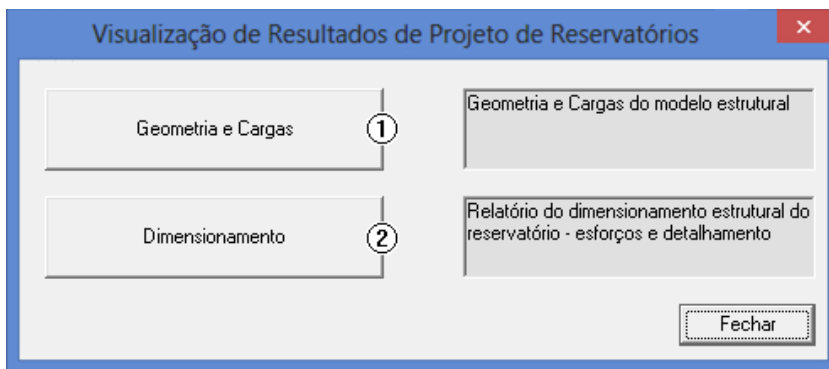 Visualização de Resultados de Projeto de Reservatórios
Geometria e Cargas
1
Geometria e Cargas do modelo estrutural
Dimensionamento
2
Relatório do dimensionamento estrutural do
reservatório - esforços e detalhamento
Fechar